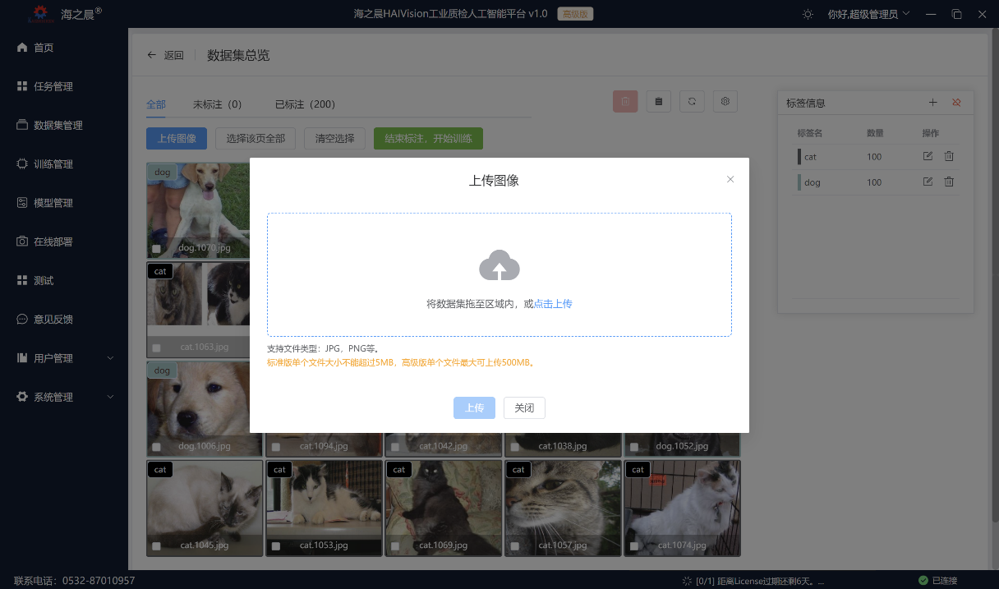 海之晨®
海之晨HAIVision工业质检人工智能平台 v1.0
高级版
你好,超级管理员
首页
任务管理
数据集管理
训练管理
模型管理
在线部署
测试
意见反馈
用户管理
系统管理
返回
数据集总览
全部
未标注（0）
已标注（200）
上传图像
选择该页全部
清空选择
结束标注，开始训练
标签信息
标签名 数量 操作
cat 100
dog 100
dog
dog.1070.jpg
cat
cat.1063.jpg
上传图像
将数据集拖至区域内，或点击上传
支持文件类型：JPG，PNG等。
标准版单个文件大小不能超过5MB，高级版单个文件最大可上传500MB。
上传
关闭
dog
dog.1006.jpg
cat.1094.jpg
cat.1042.jpg
cat.1038.jpg
dog.1052.jpg
cat
cat.1045.jpg
cat
cat.1053.jpg
cat
cat.1069.jpg
cat
cat.1057.jpg
cat
cat.1074.jpg
联系电话：0532-87010957
[0/1] 距离License过期还剩6天。...
已连接